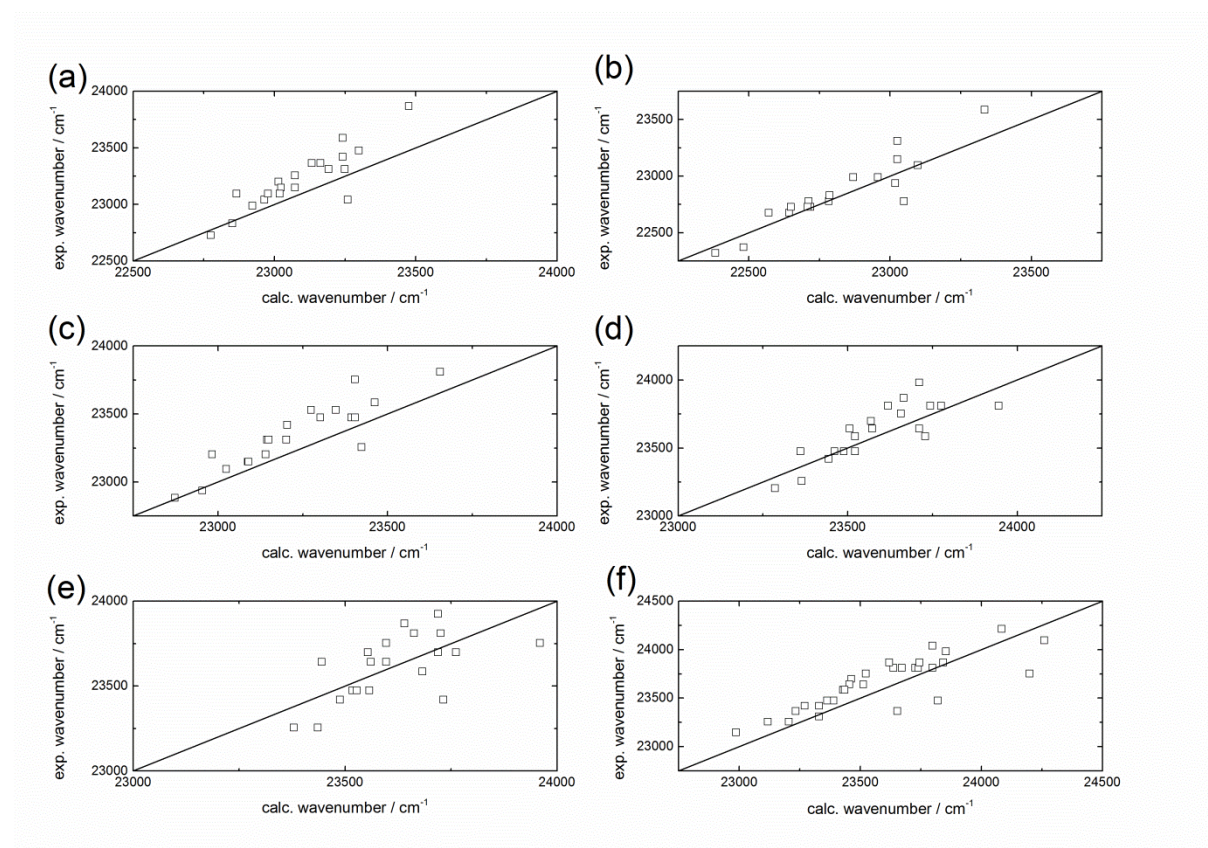 (a)
24000
23500
23000
22500
exp. wavenumber / cm⁻¹
22500 23000 23500 24000
calc. wavenumber / cm⁻¹
(b)
23500
23000
22500
exp. wavenumber / cm⁻¹
22500 23000 23500
calc. wavenumber / cm⁻¹
(c)
24000
23500
23000
exp. wavenumber / cm⁻¹
23000 23500 24000
calc. wavenumber / cm⁻¹
(d)
24000
23500
23000
exp. wavenumber / cm⁻¹
23000 23500 24000
calc. wavenumber / cm⁻¹
(e)
24000
23500
23000
exp. wavenumber / cm⁻¹
23000 23500 24000
calc. wavenumber / cm⁻¹
(f)
24500
24000
23500
23000
exp. wavenumber / cm⁻¹
23000 23500 24000 24500
calc. wavenumber / cm⁻¹